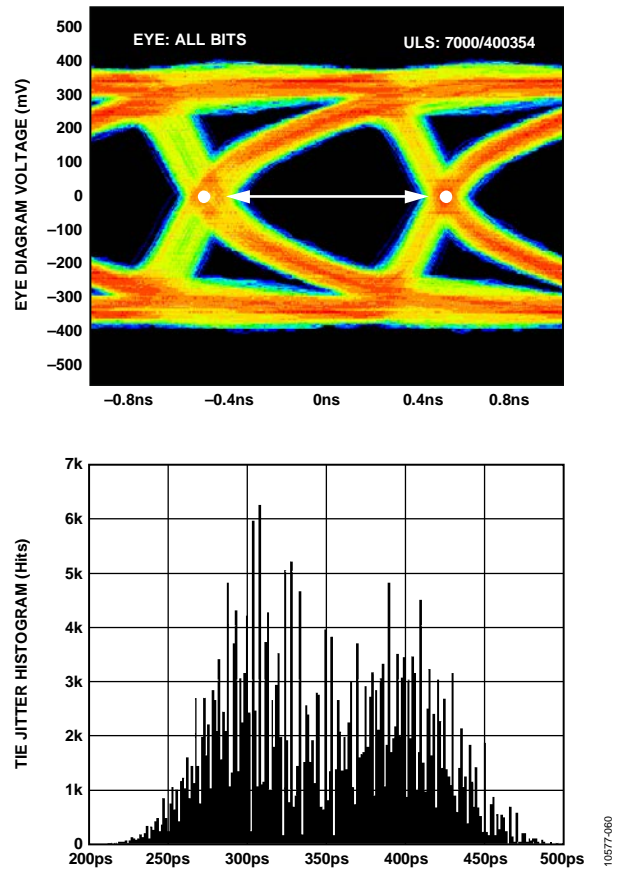 EYE DIAGRAM VOLTAGE (mV)
500
400
300
200
100
0
–100
–200
–300
–400
–500
EYE: ALL BITS
ULS: 7000/400354
–0.8ns
–0.4ns
0ns
0.4ns
0.8ns
TIE JITTER HISTOGRAM (Hits)
7k
6k
5k
4k
3k
2k
1k
0
200ps
250ps
300ps
350ps
400ps
450ps
500ps
10577-060